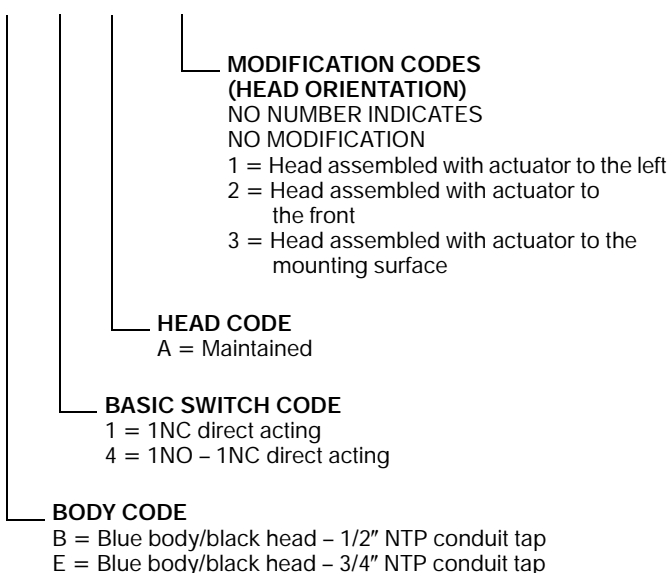 MODIFICATION CODES
(HEAD ORIENTATION)
NO NUMBER INDICATES
NO MODIFICATION
1 = Head assembled with actuator to the left
2 = Head assembled with actuator to
the front
3 = Head assembled with actuator to the
mounting surface
HEAD CODE
A = Maintained
BASIC SWITCH CODE
1 = 1NC direct acting
4 = 1NO – 1NC direct acting
BODY CODE
B = Blue body/black head – 1/2″ NTP conduit tap
E = Blue body/black head – 3/4″ NTP conduit tap